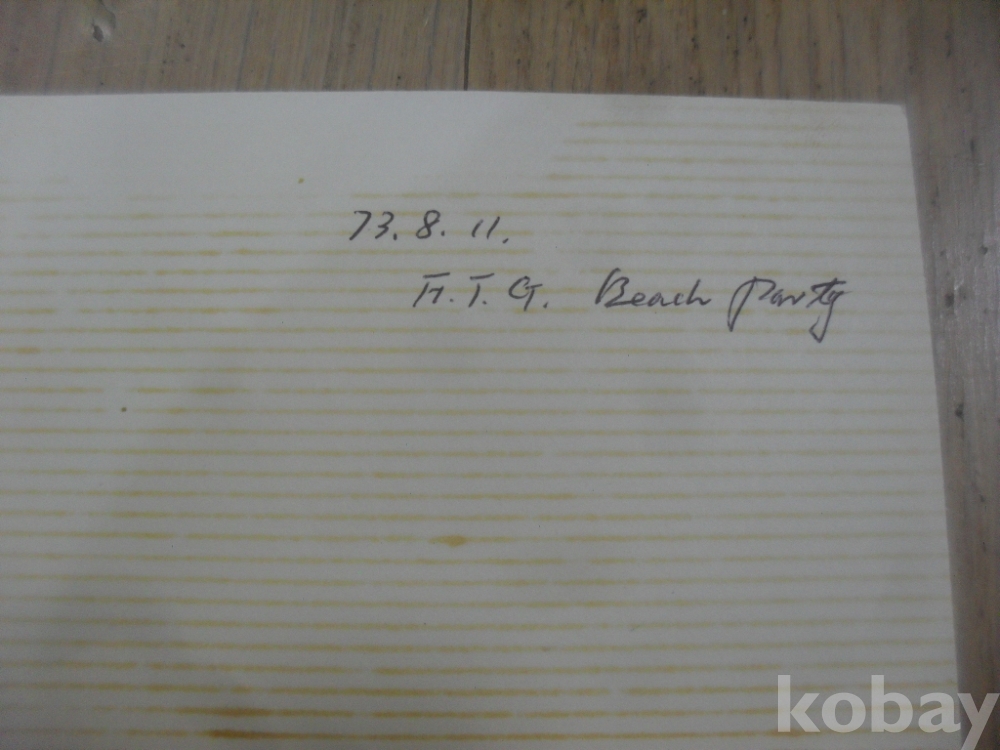 73. 8. 11.
F.T.G. Beach Party
kobay